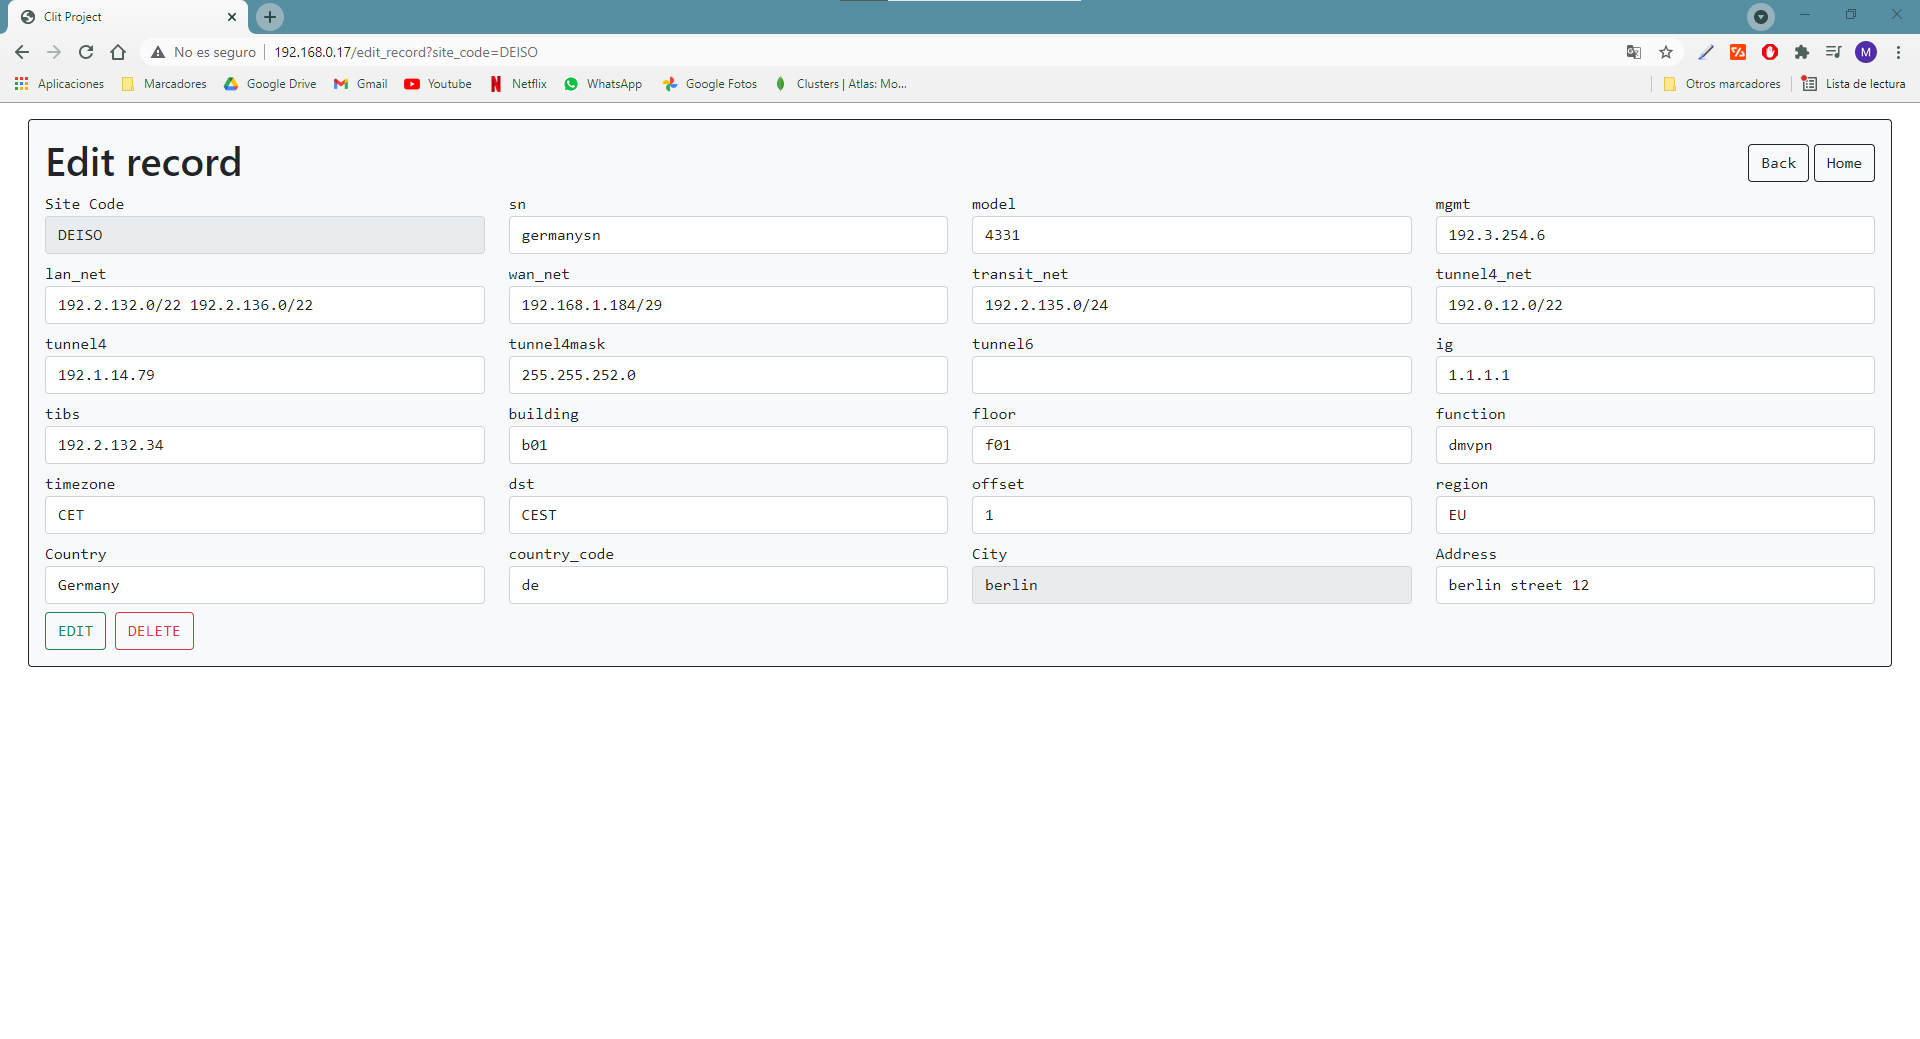 Clit Project
No es seguro 192.168.0.17/edit_record?site_code=DEISO
M
Aplicaciones Marcadores Google Drive Gmail Youtube Netflix WhatsApp Google Fotos Clusters | Atlas: Mo... Otros marcadores Lista de lectura
Edit record
Back Home
Site Code sn model mgmt
DEISO germanysn 4331 192.3.254.6
lan_net wan_net transit_net tunnel4_net
192.2.132.0/22 192.2.136.0/22 192.168.1.184/29 192.2.135.0/24 192.0.12.0/22
tunnel4 tunnel4mask tunnel6 ig
192.1.14.79 255.255.252.0 1.1.1.1
tibs building floor function
192.2.132.34 b01 f01 dmvpn
timezone dst offset region
CET CEST 1 EU
Country country_code City Address
Germany de berlin berlin street 12
EDIT DELETE